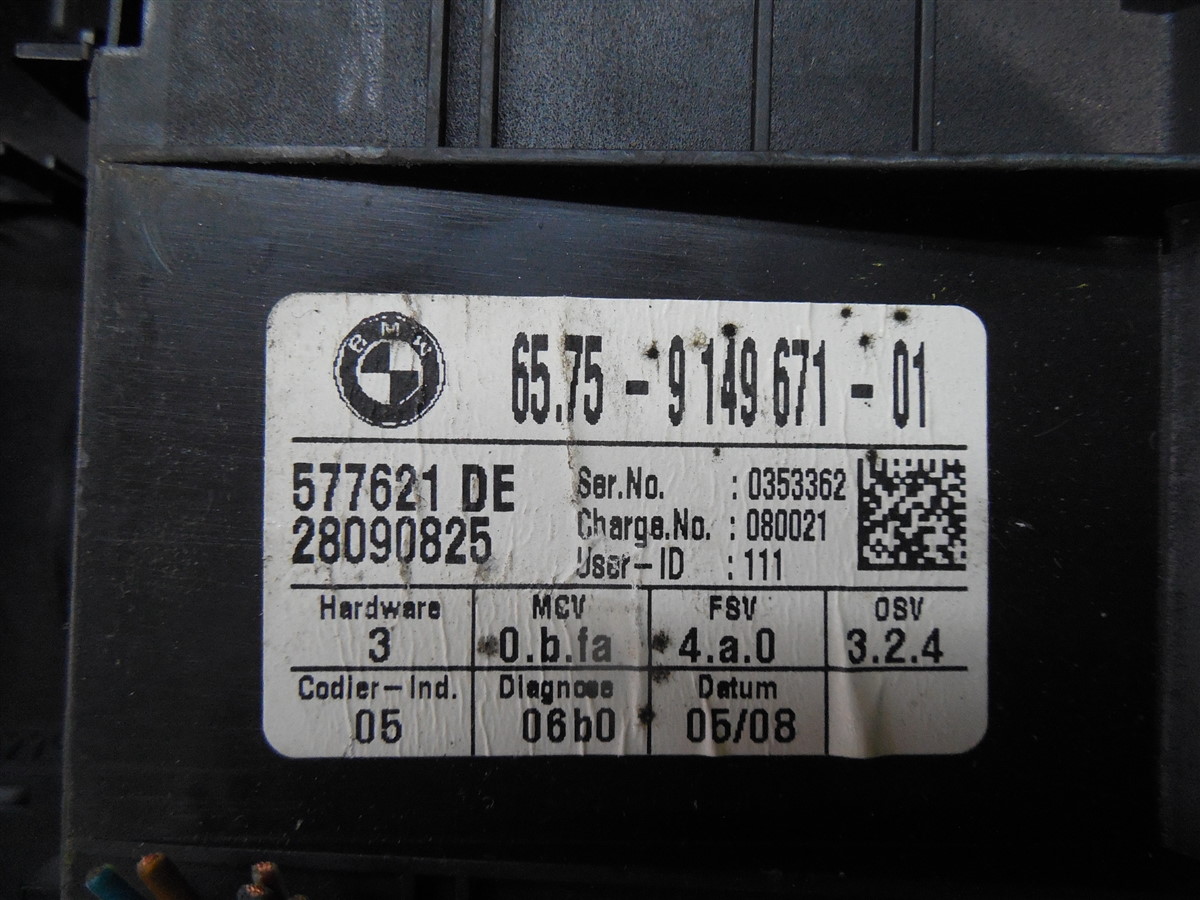 BMW
65.75 - 9 149 671 - 01
577621 DE
28090825
Ser.No. : 0353362
Charge.No. : 080021
User-ID : 111
Hardware MCV FSV OSV
3 0.b.fa 4.a.0 3.2.4
Codier-Ind. Diagnose Datum
05 06b0 05/08